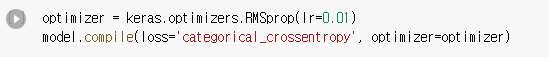 optimizer = keras.optimizers.RMSprop(lr=0.01)
model.compile(loss='categorical_crossentropy', optimizer=optimizer)